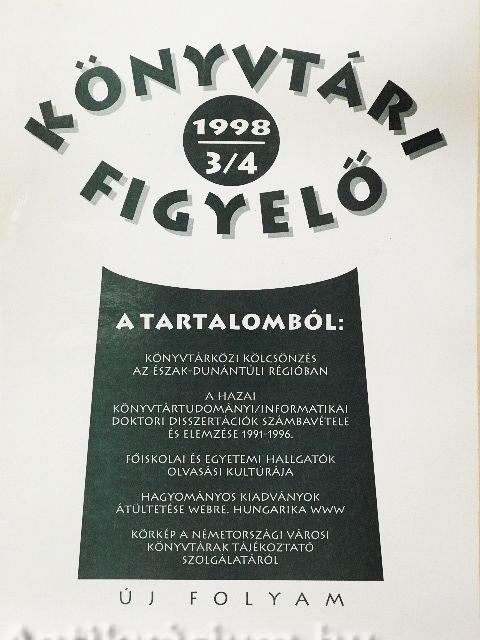 KÖNYVTÁRI
1998
3/4
FIGYELŐ
A TARTALOMBÓL:
KÖNYVTÁRKÖZI KÖLCSÖNZÉS
AZ ÉSZAK-DUNÁNTÚLI RÉGIÓBAN
A HAZAI
KÖNYVTÁRTUDOMÁNYI/INFORMATIKAI
DOKTORI DISSZERTÁCIÓK SZÁMBAVÉTELE
ÉS ELEMZÉSE 1991-1996.
FŐISKOLAI ÉS EGYETEMI HALLGATÓK
OLVASÁSI KULTÚRÁJA
HAGYOMÁNYOS KIADVÁNYOK
ÁTÜLTETÉSE WEBRE. HUNGARIKA WWW
KÖRKÉP A NÉMETORSZÁGI VÁROSI
KÖNYVTÁRAK TÁJÉKOZTATÓ
SZOLGÁLATÁRÓL
ÚJ FOLYAM